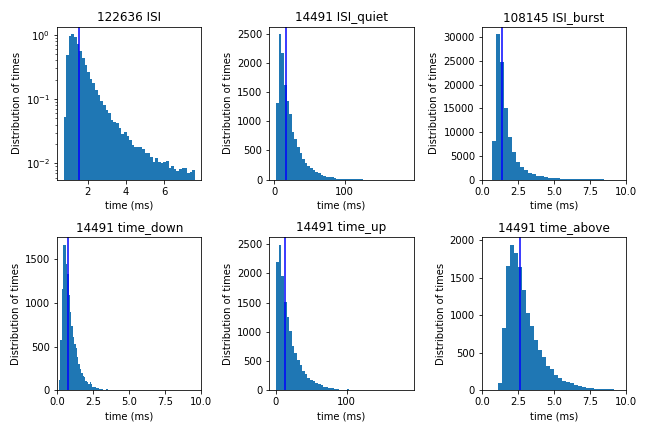 122636 ISI
14491 ISI_quiet
108145 ISI_burst
Distribution of times
10⁰
10⁻¹
10⁻²
2
4
6
time (ms)
Distribution of times
2500
2000
1500
1000
500
0
0
100
time (ms)
Distribution of times
30000
25000
20000
15000
10000
5000
0
0.0
2.5
5.0
7.5
10.0
time (ms)
14491 time_down
14491 time_up
14491 time_above
Distribution of times
1500
1000
500
0
0.0
2.5
5.0
7.5
10.0
time (ms)
Distribution of times
2500
2000
1500
1000
500
0
0
100
time (ms)
Distribution of times
2000
1500
1000
500
0
0.0
2.5
5.0
7.5
10.0
time (ms)